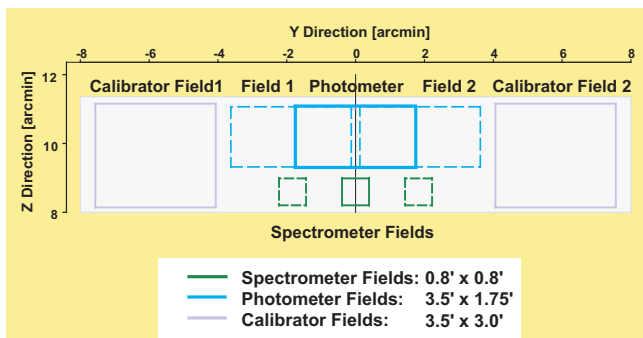 Y Direction [arcmin]
-8 -6 -4 -2 0 2 4 6 8
12
Calibrator Field1 Field 1 Photometer Field 2 Calibrator Field 2
Z Direction [arcmin]
10
8
Spectrometer Fields
Spectrometer Fields: 0.8' x 0.8'
Photometer Fields: 3.5' x 1.75'
Calibrator Fields: 3.5' x 3.0'